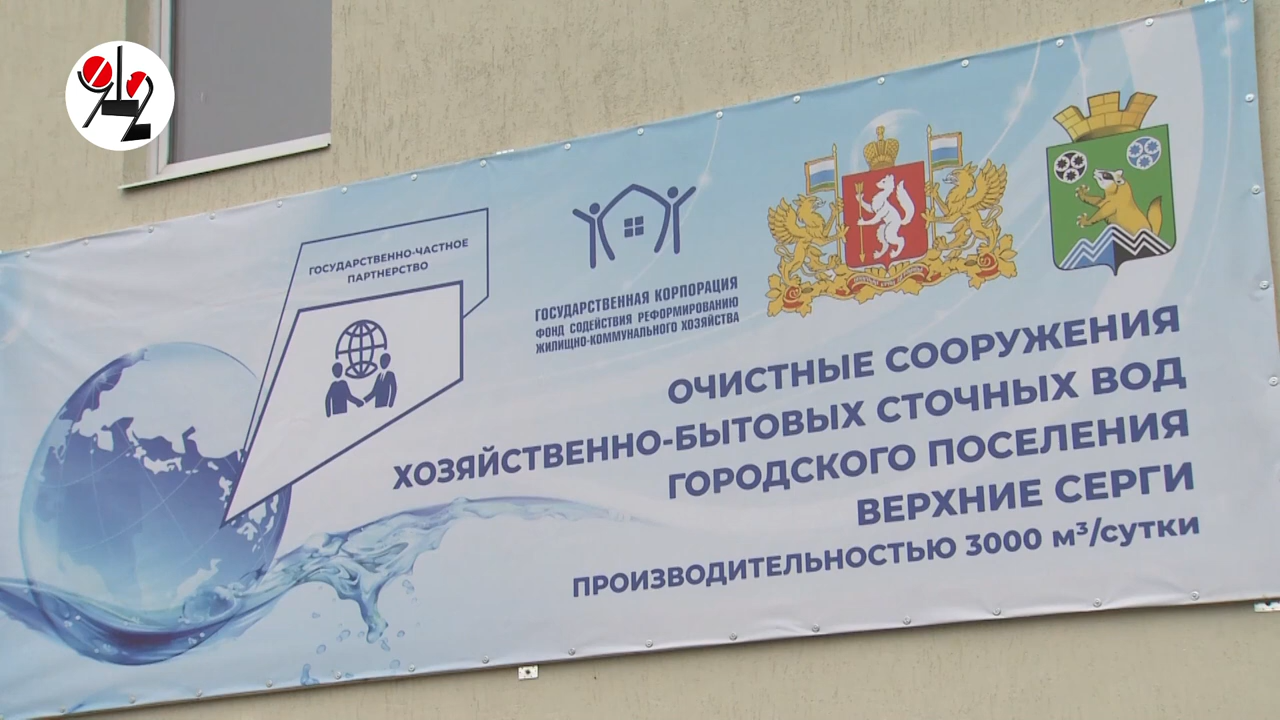 ГОСУДАРСТВЕННО-ЧАСТНОЕ
ПАРТНЕРСТВО
ГОСУДАРСТВЕННАЯ КОРПОРАЦИЯ
ФОНД СОДЕЙСТВИЯ РЕФОРМИРОВАНИЮ
ЖИЛИЩНО-КОММУНАЛЬНОГО ХОЗЯЙСТВА
ОЧИСТНЫЕ СООРУЖЕНИЯ
ХОЗЯЙСТВЕННО-БЫТОВЫХ СТОЧНЫХ ВОД
ГОРОДСКОГО ПОСЕЛЕНИЯ
ВЕРХНИЕ СЕРГИ
ПРОИЗВОДИТЕЛЬНОСТЬЮ 3000 м³/сутки